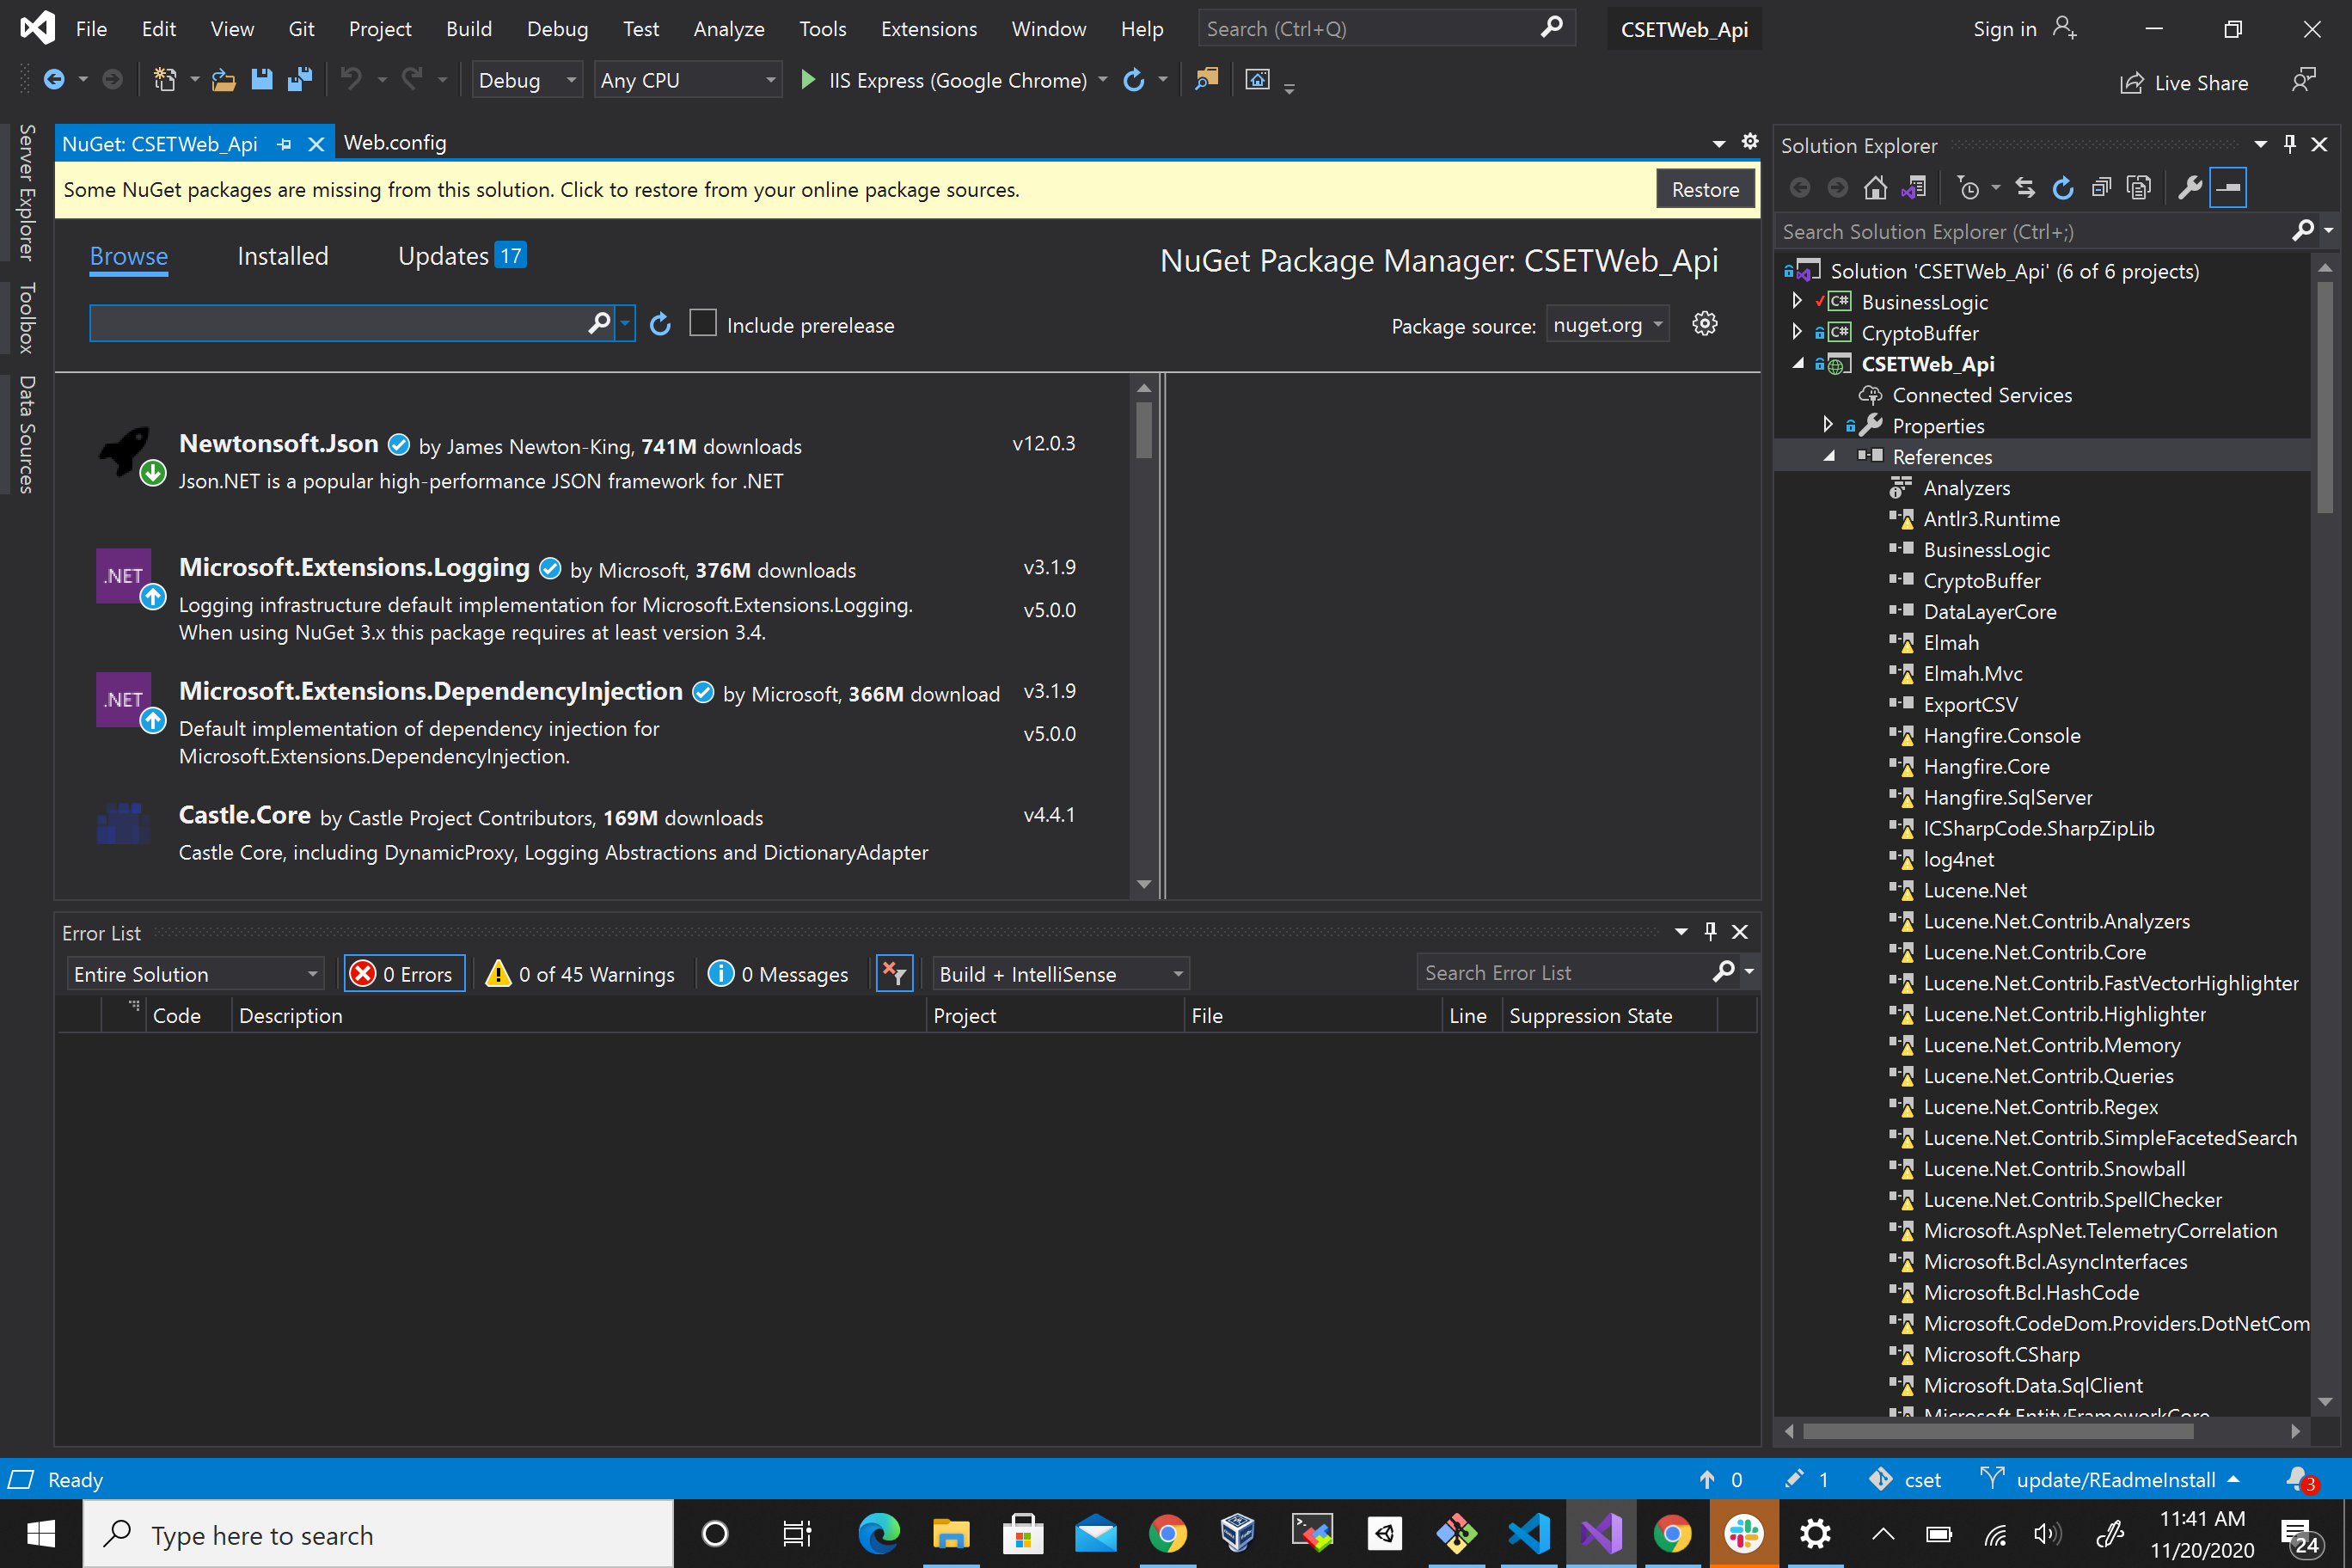 File Edit View Git Project Build Debug Test Analyze Tools Extensions Window Help Search (Ctrl+Q) CSETWeb_Api Sign in
Debug Any CPU IIS Express (Google Chrome) Live Share
Server Explorer
Toolbox
Data Sources
NuGet: CSETWeb_Api Web.config
Some NuGet packages are missing from this solution. Click to restore from your online package sources. Restore
Browse Installed Updates 17 NuGet Package Manager: CSETWeb_Api
Include prerelease Package source: nuget.org
Newtonsoft.Json by James Newton-King, 741M downloads v12.0.3
Json.NET is a popular high-performance JSON framework for .NET
.NET Microsoft.Extensions.Logging by Microsoft, 376M downloads v3.1.9
Logging infrastructure default implementation for Microsoft.Extensions.Logging. v5.0.0
When using NuGet 3.x this package requires at least version 3.4.
.NET Microsoft.Extensions.DependencyInjection by Microsoft, 366M download v3.1.9
Default implementation of dependency injection for v5.0.0
Microsoft.Extensions.DependencyInjection.
Castle.Core by Castle Project Contributors, 169M downloads v4.4.1
Castle Core, including DynamicProxy, Logging Abstractions and DictionaryAdapter
Error List
Entire Solution 0 Errors 0 of 45 Warnings 0 Messages Build + IntelliSense Search Error List
Code Description Project File Line Suppression State
Solution Explorer
Search Solution Explorer (Ctrl+;)
Solution 'CSETWeb_Api' (6 of 6 projects)
C# BusinessLogic
C# CryptoBuffer
CSETWeb_Api
Connected Services
Properties
References
Analyzers
Antlr3.Runtime
BusinessLogic
CryptoBuffer
DataLayerCore
Elmah
Elmah.Mvc
ExportCSV
Hangfire.Console
Hangfire.Core
Hangfire.SqlServer
ICSharpCode.SharpZipLib
log4net
Lucene.Net
Lucene.Net.Contrib.Analyzers
Lucene.Net.Contrib.Core
Lucene.Net.Contrib.FastVectorHighlighter
Lucene.Net.Contrib.Highlighter
Lucene.Net.Contrib.Memory
Lucene.Net.Contrib.Queries
Lucene.Net.Contrib.Regex
Lucene.Net.Contrib.SimpleFacetedSearch
Lucene.Net.Contrib.Snowball
Lucene.Net.Contrib.SpellChecker
Microsoft.AspNet.TelemetryCorrelation
Microsoft.Bcl.AsyncInterfaces
Microsoft.Bcl.HashCode
Microsoft.CodeDom.Providers.DotNetCom
Microsoft.CSharp
Microsoft.Data.SqlClient
Microsoft.EntityFrameworkCore
Ready 0 1 cset update/REadmeInstall 3
Type here to search 11:41 AM
11/20/2020 24